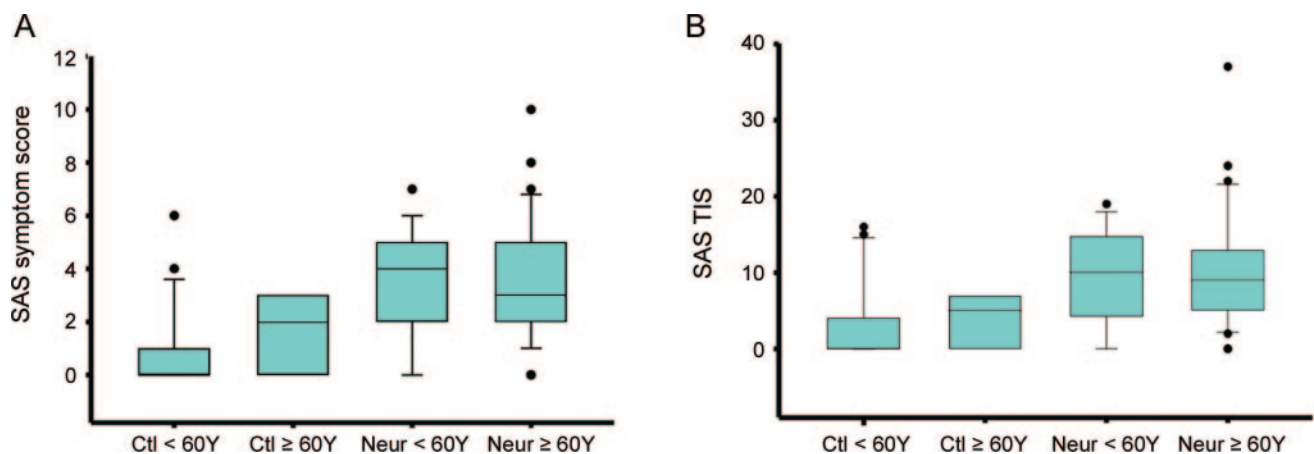 A
SAS symptom score
12
10
8
6
4
2
0
Ctl < 60Y Ctl ≥ 60Y Neur < 60Y Neur ≥ 60Y
B
SAS TIS
40
30
20
10
0
Ctl < 60Y Ctl ≥ 60Y Neur < 60Y Neur ≥ 60Y